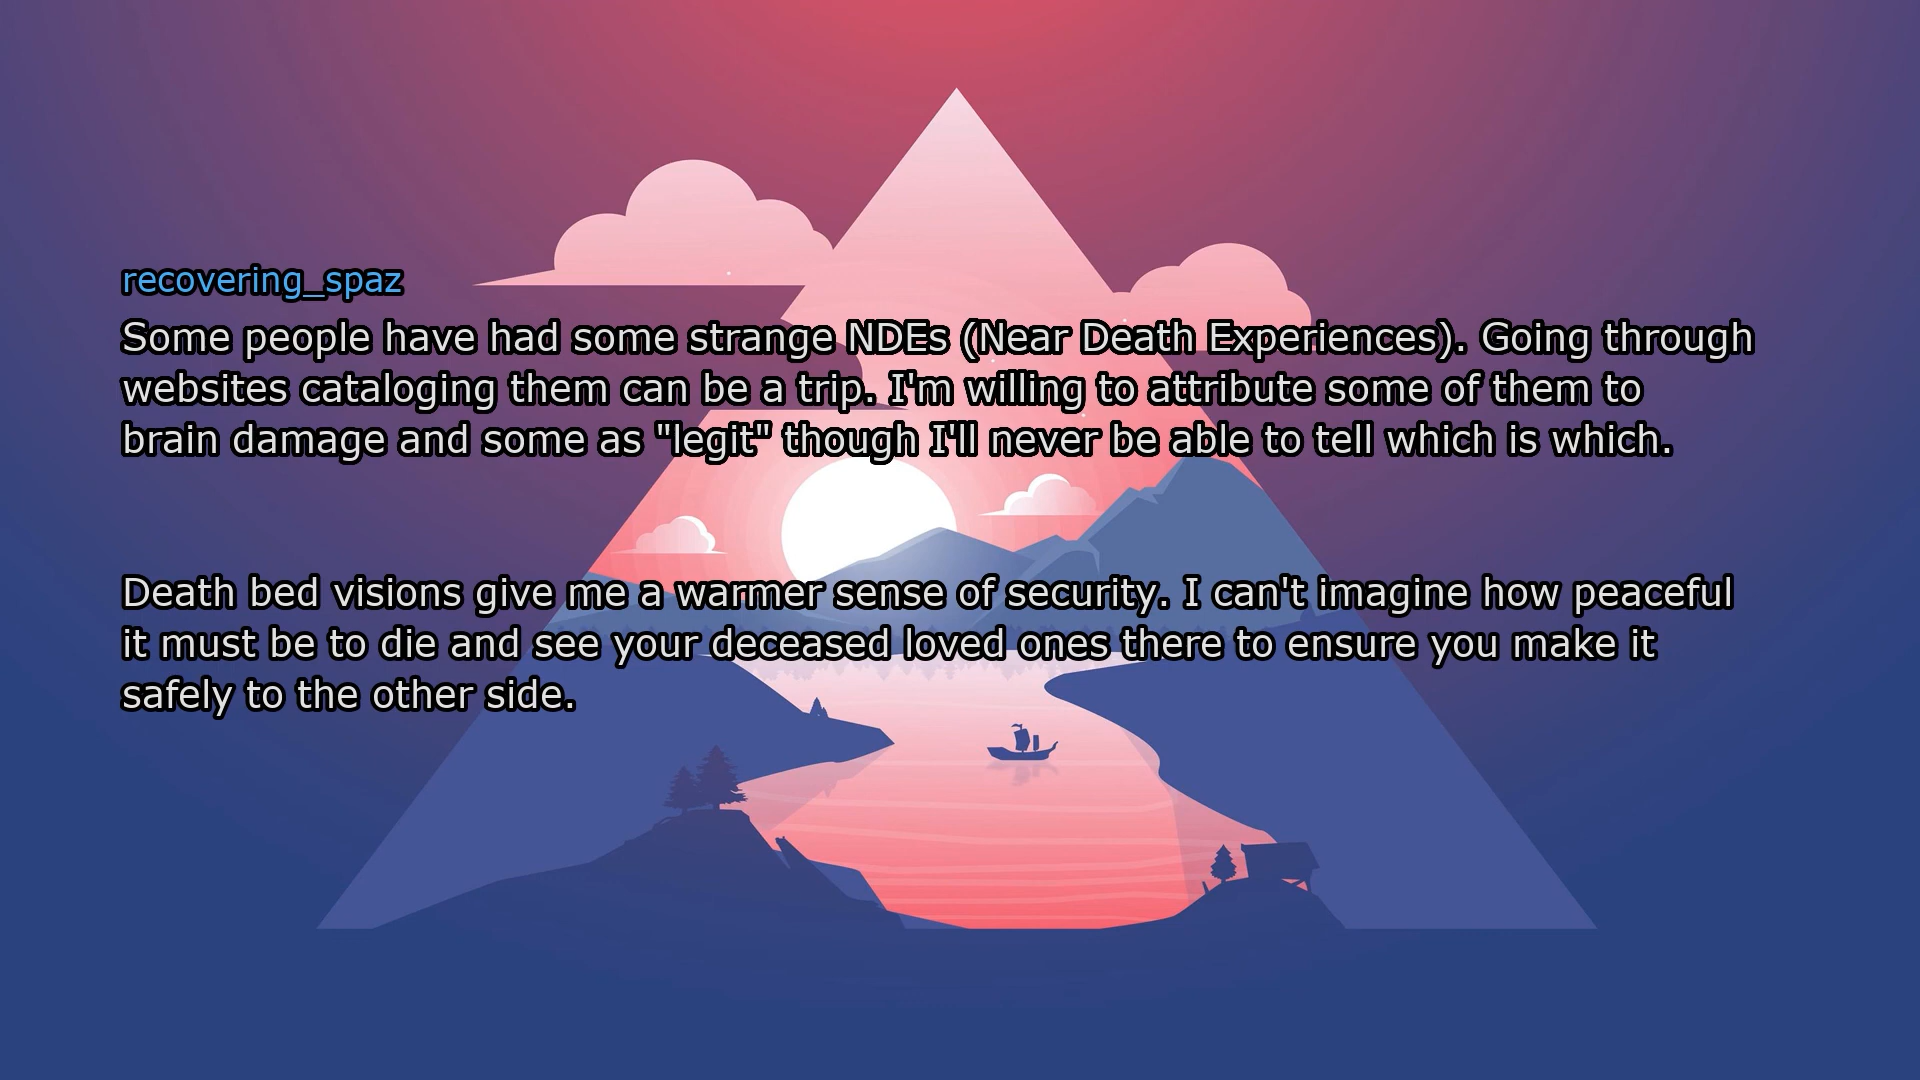 recovering_spaz
Some people have had some strange NDEs (Near Death Experiences). Going through
websites cataloging them can be a trip. I'm willing to attribute some of them to
brain damage and some as "legit" though I'll never be able to tell which is which.
Death bed visions give me a warmer sense of security. I can't imagine how peaceful
it must be to die and see your deceased loved ones there to ensure you make it
safely to the other side.